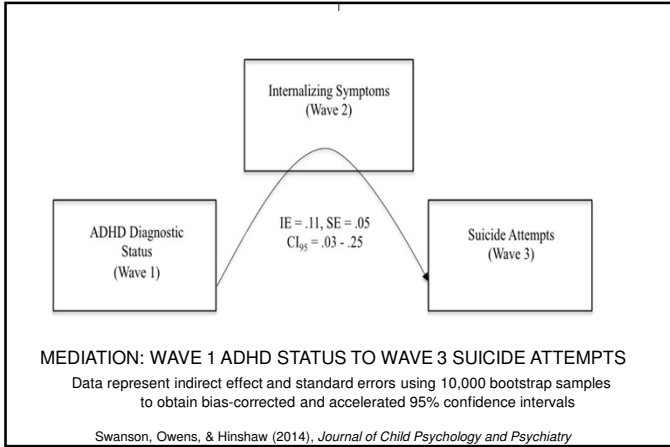 Internalizing Symptoms
(Wave 2)
ADHD Diagnostic
Status
(Wave 1)
IE = .11, SE = .05
CI₉₅ = .03 - .25
Suicide Attempts
(Wave 3)
MEDIATION: WAVE 1 ADHD STATUS TO WAVE 3 SUICIDE ATTEMPTS
Data represent indirect effect and standard errors using 10,000 bootstrap samples
to obtain bias-corrected and accelerated 95% confidence intervals
Swanson, Owens, & Hinshaw (2014), Journal of Child Psychology and Psychiatry